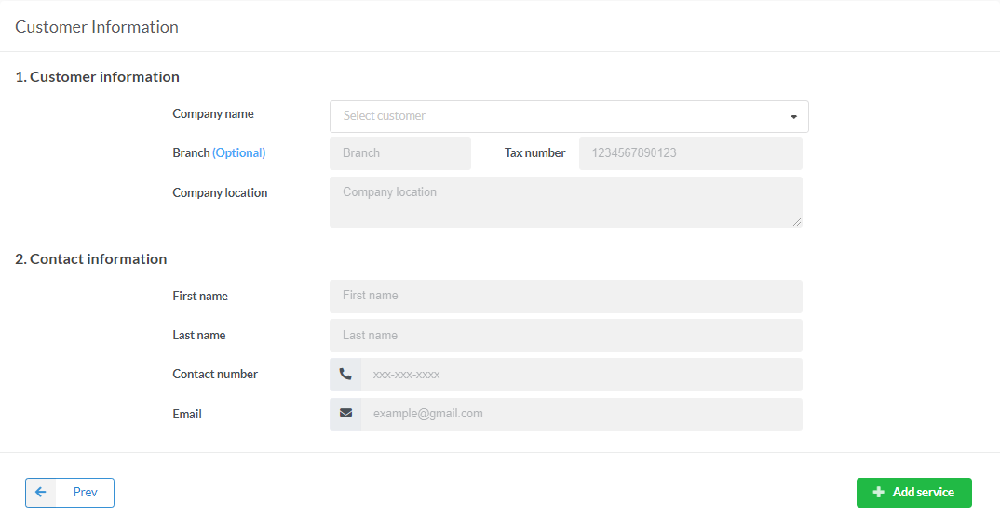 Customer Information
1. Customer information
Company name
Select customer
Branch (Optional)
Branch
Tax number
1234567890123
Company location
Company location
2. Contact information
First name
First name
Last name
Last name
Contact number
xxx-xxx-xxxx
Email
example@gmail.com
Prev
Add service